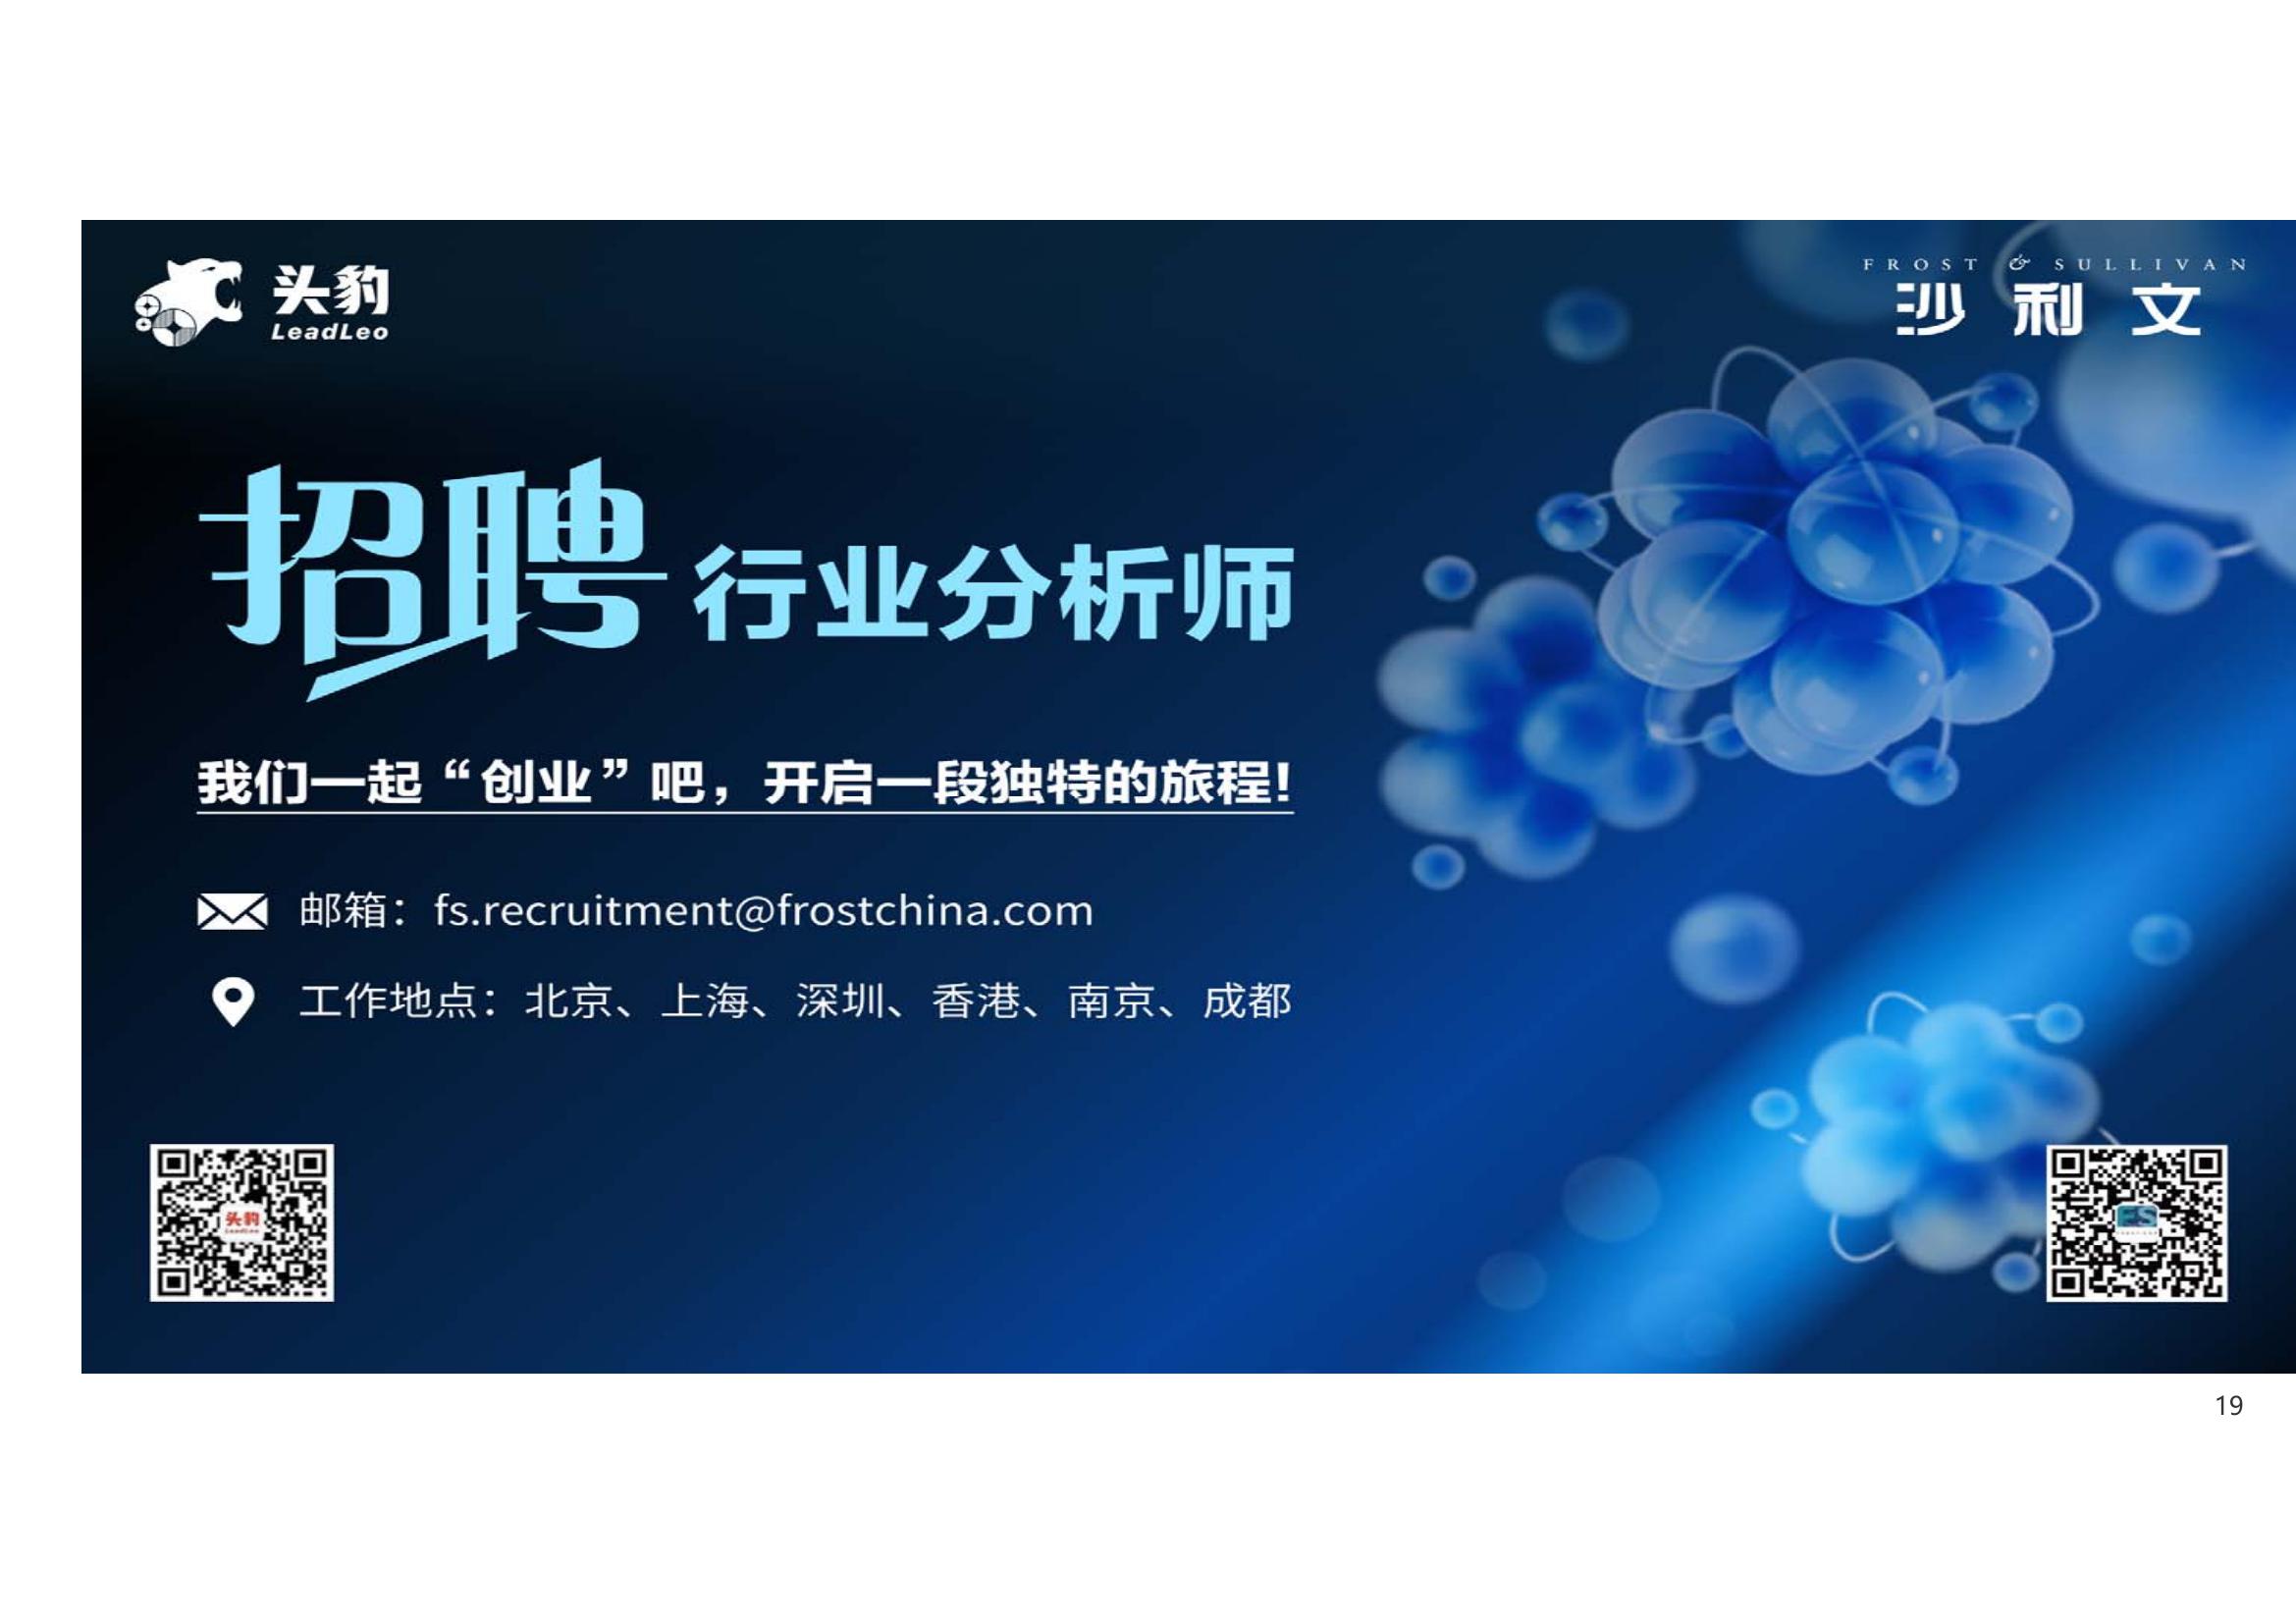 头豹
LeadLeo
FROST & SULLIVAN
沙利文
招聘 行业分析师
我们一起“创业”吧，开启一段独特的旅程!
邮箱：fs.recruitment@frostchina.com
工作地点：北京、上海、深圳、香港、南京、成都
头豹
LeadLeo
FS
19